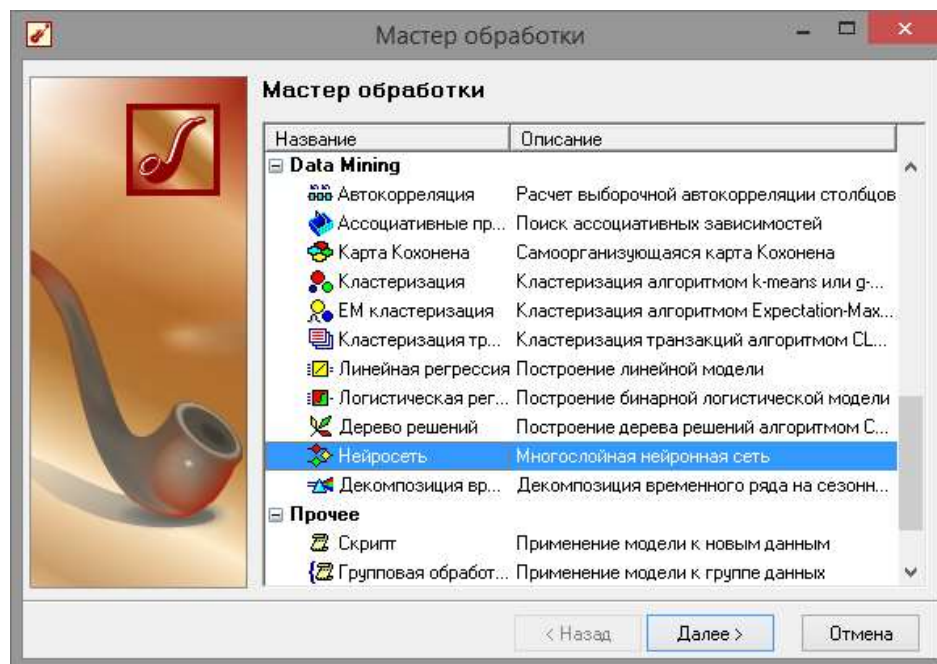 Мастер обработки
Мастер обработки
Название Описание
Data Mining
Автокорреляция Расчет выборочной автокорреляции столбцов
Ассоциативные пр... Поиск ассоциативных зависимостей
Карта Кохонена Самоорганизующаяся карта Кохонена
Кластеризация Кластеризация алгоритмом k-means или g-...
EM кластеризация Кластеризация алгоритмом Expectation-Max...
Кластеризация тр... Кластеризация транзакций алгоритмом CL...
Линейная регрессия Построение линейной модели
Логистическая рег... Построение бинарной логистической модели
Дерево решений Построение дерева решений алгоритмом C...
Нейросеть Многослойная нейронная сеть
Декомпозиция вр... Декомпозиция временного ряда на сезонн...
Прочее
Скрипт Применение модели к новым данным
Групповая обработ... Применение модели к группе данных
< Назад Далее > Отмена